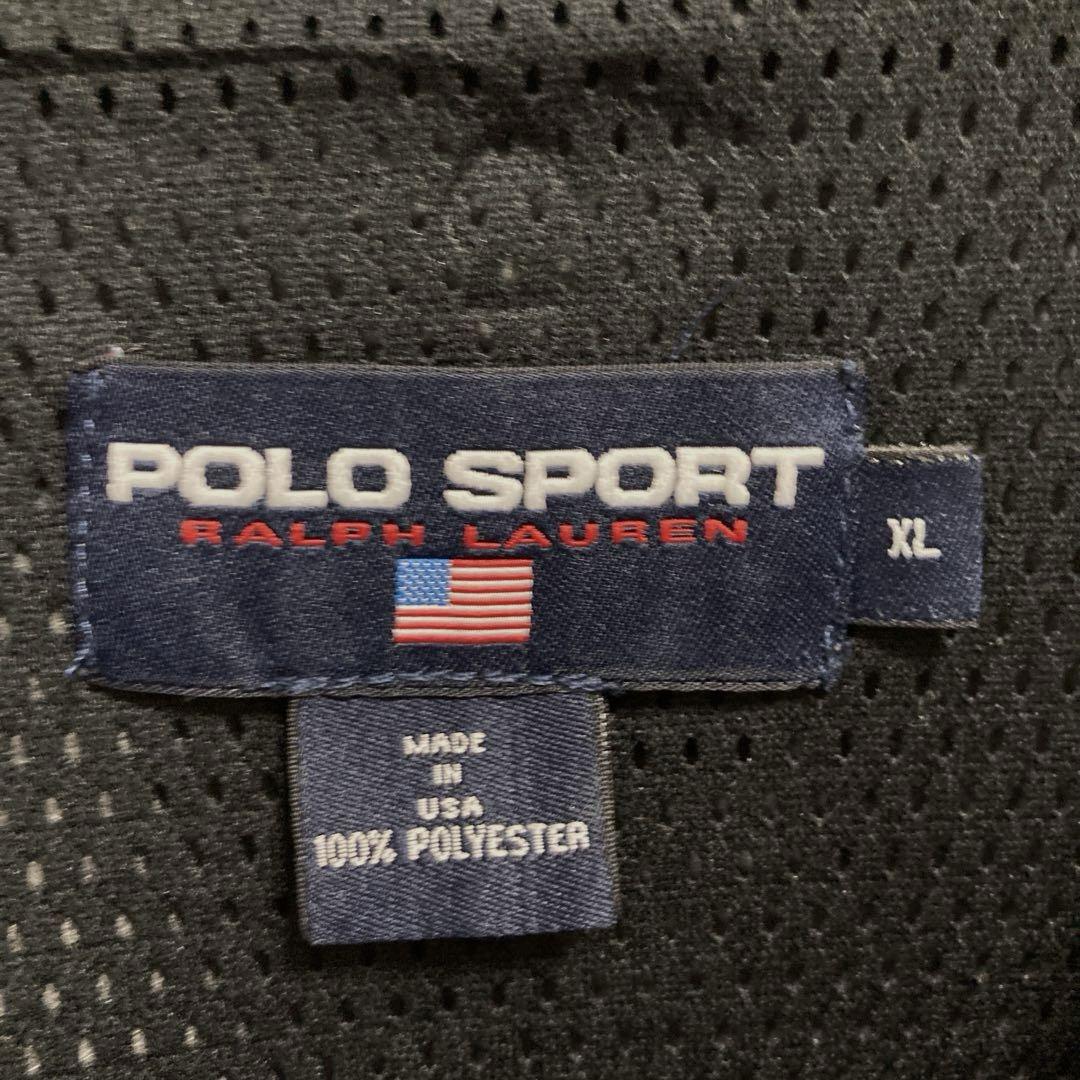 POLO SPORT
RALPH LAUREN
XL
MADE
IN
USA
100% POLYESTER